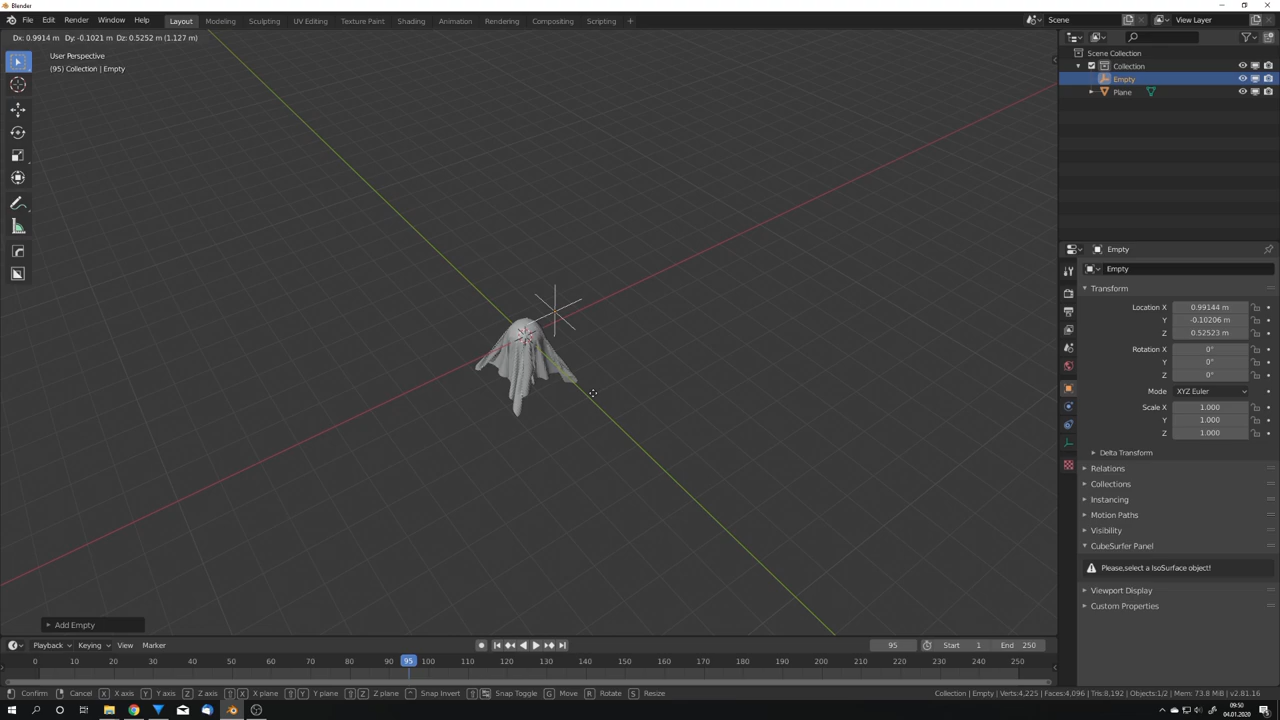 Blender
File Edit Render Window Help
Layout Modeling Sculpting UV Editing Texture Paint Shading Animation Rendering Compositing Scripting +
Scene
View Layer
Dx: 0.9914 m Dy: -0.1021 m Dz: 0.5252 m (1.127 m)
User Perspective
(95) Collection | Empty
Scene Collection
Collection
Empty
Plane
Empty
Empty
Transform
Location X 0.99144 m
Y -0.10206 m
Z 0.52523 m
Rotation X 0°
Y 0°
Z 0°
Mode XYZ Euler
Scale X 1.000
Y 1.000
Z 1.000
Delta Transform
Relations
Collections
Instancing
Motion Paths
Visibility
CubeSurfer Panel
Please,select a IsoSurface object!
Viewport Display
Custom Properties
Add Empty
Playback Keying View Marker
95 Start 1 End 250
0 10 20 30 40 50 60 70 80 90 95 100 110 120 130 140 150 160 170 180 190 200 210 220 230 240 250
Confirm Cancel X X axis Y Y axis Z Z axis X X plane Y Y plane Z Z plane Snap Invert Snap Toggle G Move R Rotate S Resize
Collection | Empty | Verts:4,225 | Faces:4,096 | Tris:8,192 | Objects:1/2 | Mem: 73.8 MiB | v2.81.16
09:50
04.01.2020